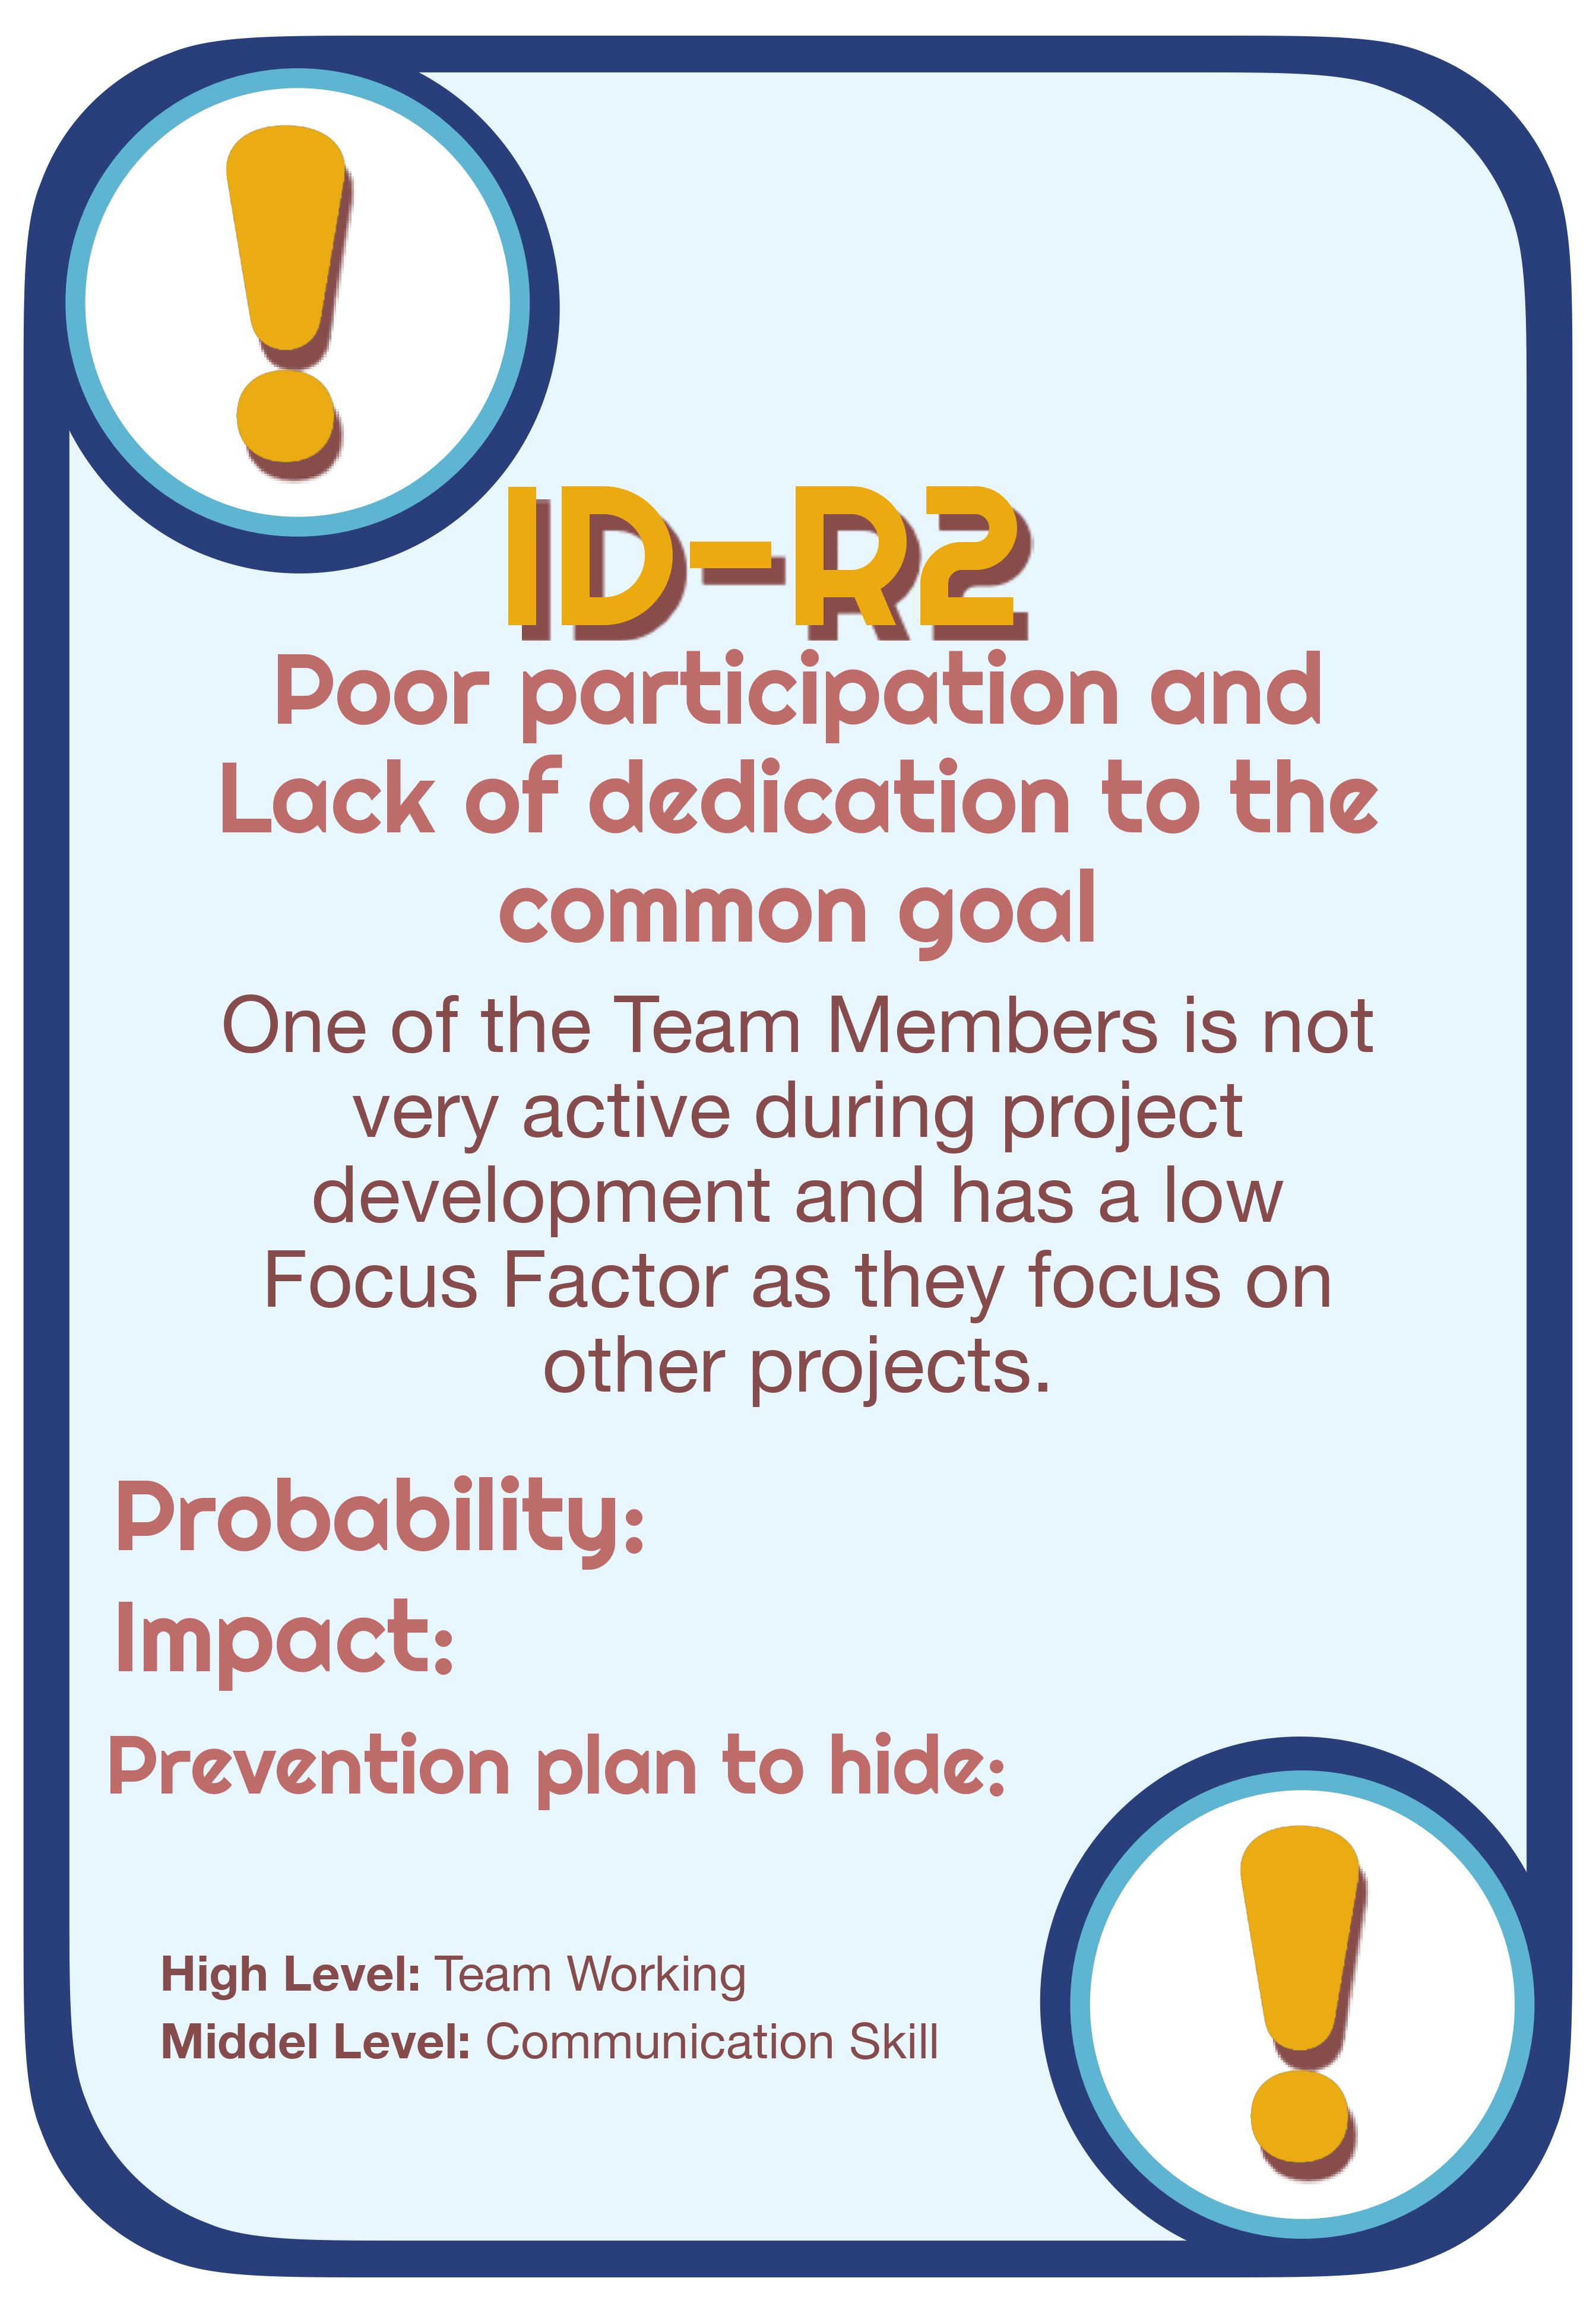 !
ID-R2
Poor participation and
Lack of dedication to the
common goal
One of the Team Members is not
very active during project
development and has a low
Focus Factor as they focus on
other projects.
Probability:
Impact:
Prevention plan to hide:
High Level: Team Working
Middel Level: Communication Skill
!